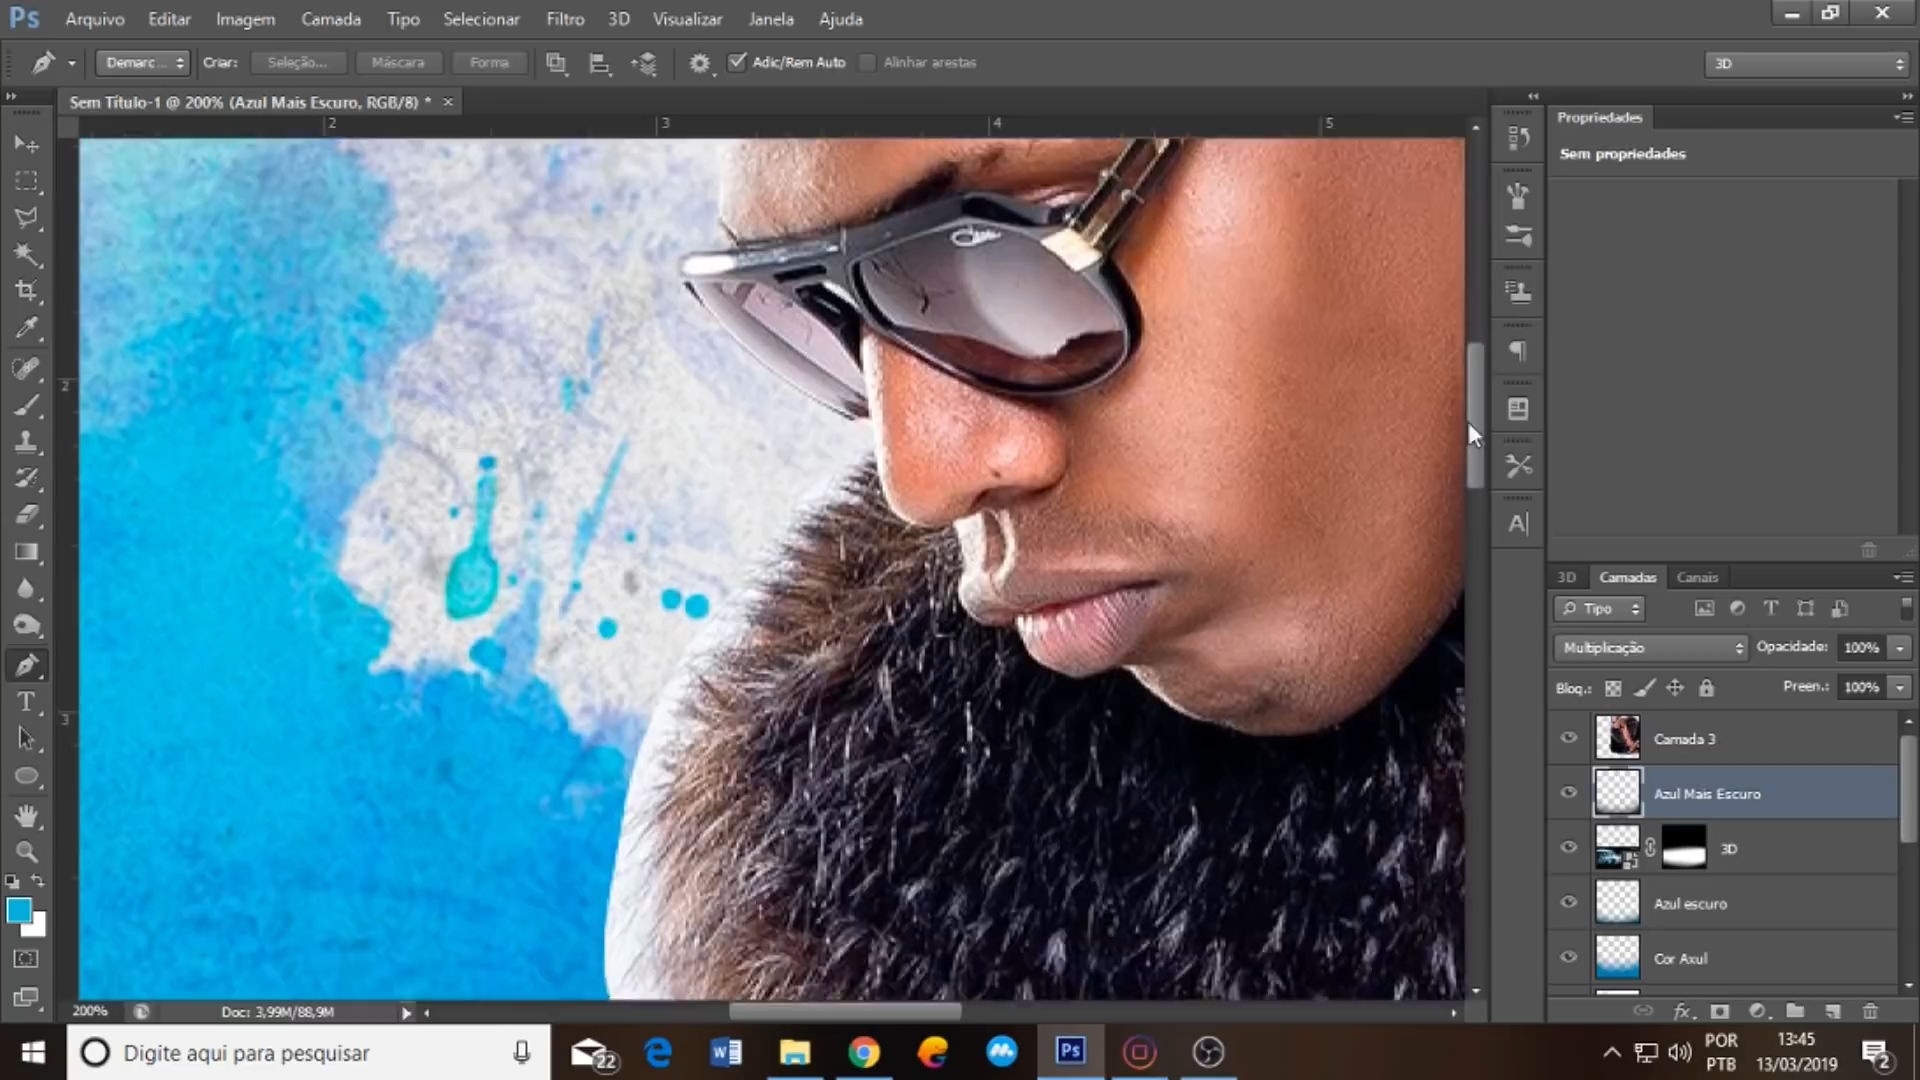 Ps Arquivo Editar Imagem Camada Tipo Selecionar Filtro 3D Visualizar Janela Ajuda
Demarc... Criar: Seleção... Máscara Forma Adic/Rem Auto Alinhar arestas 3D
Sem Título-1 @ 200% (Azul Mais Escuro, RGB/8) * ×
2 3 4 5
2
3
Propriedades
Sem propriedades
3D Camadas Canais
Tipo
Multiplicação Opacidade: 100%
Bloq.: Preen.: 100%
Camada 3
Azul Mais Escuro
3D
Azul escuro
Cor Axul
200% Doc: 3,99M/88,9M
Digite aqui para pesquisar
22
Ps
POR
PTB
13:45
13/03/2019
2